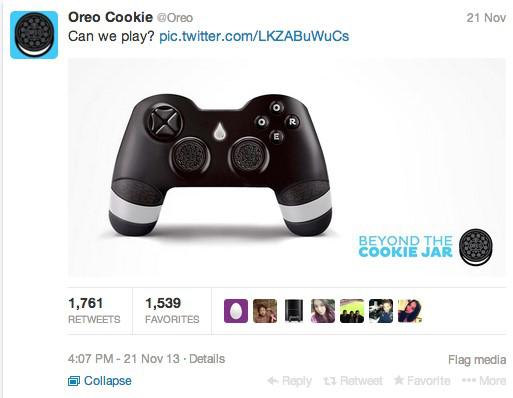 Oreo Cookie @Oreo 21 Nov
Can we play? pic.twitter.com/LKZABuWuCs
O
O R
E
BEYOND THE
COOKIE JAR
1,761 1,539
RETWEETS FAVORITES
4:07 PM - 21 Nov 13 · Details Flag media
Collapse Reply Retweet Favorite More